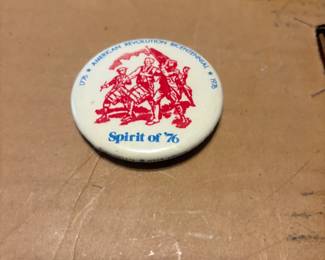 1776 ★ AMERICAN REVOLUTION BICENTENNIAL ★ 1976
Spirit of '76